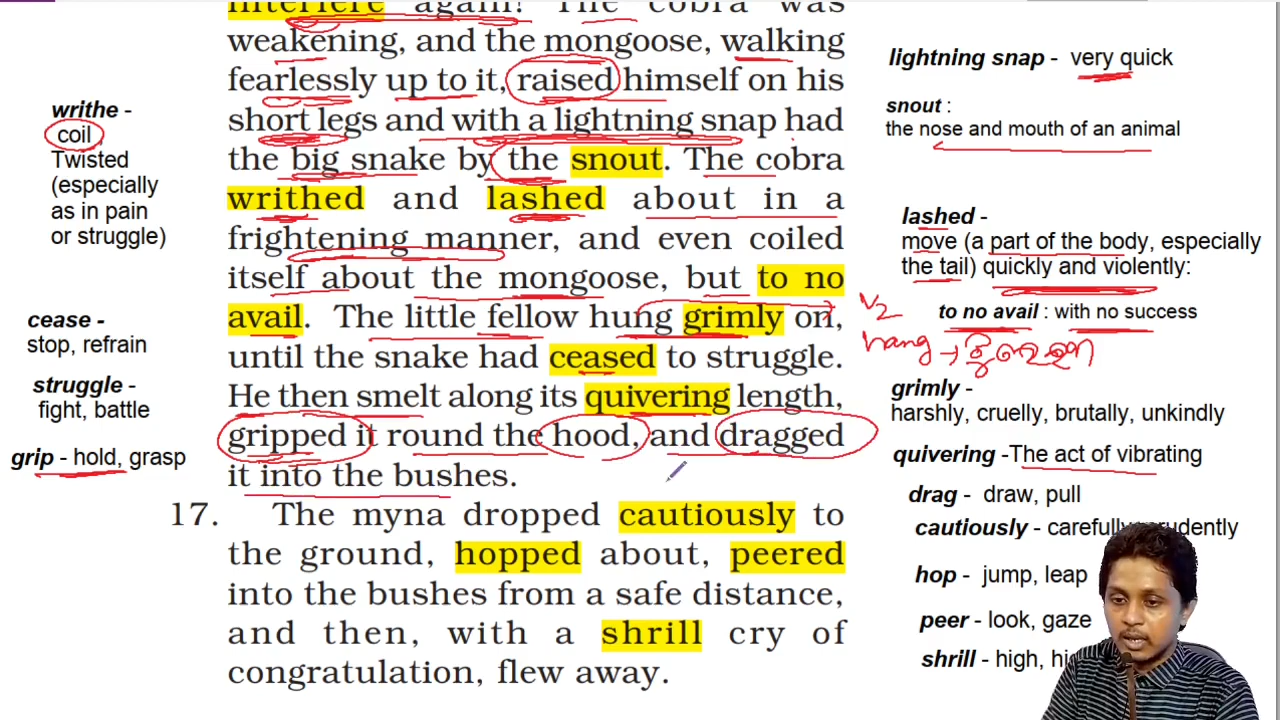 interfere again! The cobra was
weakening, and the mongoose, walking
fearlessly up to it, raised himself on his
short legs and with a lightning snap had
the big snake by the snout. The cobra
writhed and lashed about in a
frightening manner, and even coiled
itself about the mongoose, but to no
avail. The little fellow hung grimly on,
until the snake had ceased to struggle.
He then smelt along its quivering length,
gripped it round the hood, and dragged
it into the bushes.
17. The myna dropped cautiously to
the ground, hopped about, peered
into the bushes from a safe distance,
and then, with a shrill cry of
congratulation, flew away.
writhe -
coil
Twisted
(especially
as in pain
or struggle)
cease -
stop, refrain
struggle -
fight, battle
grip - hold, grasp
lightning snap - very quick
snout :
the nose and mouth of an animal
lashed -
move (a part of the body, especially
the tail) quickly and violently:
to no avail : with no success
V2
hang →
grimly -
harshly, cruelly, brutally, unkindly
quivering -The act of vibrating
drag - draw, pull
cautiously - carefully,
hop - jump, leap
peer - look, gaze
shrill - high,